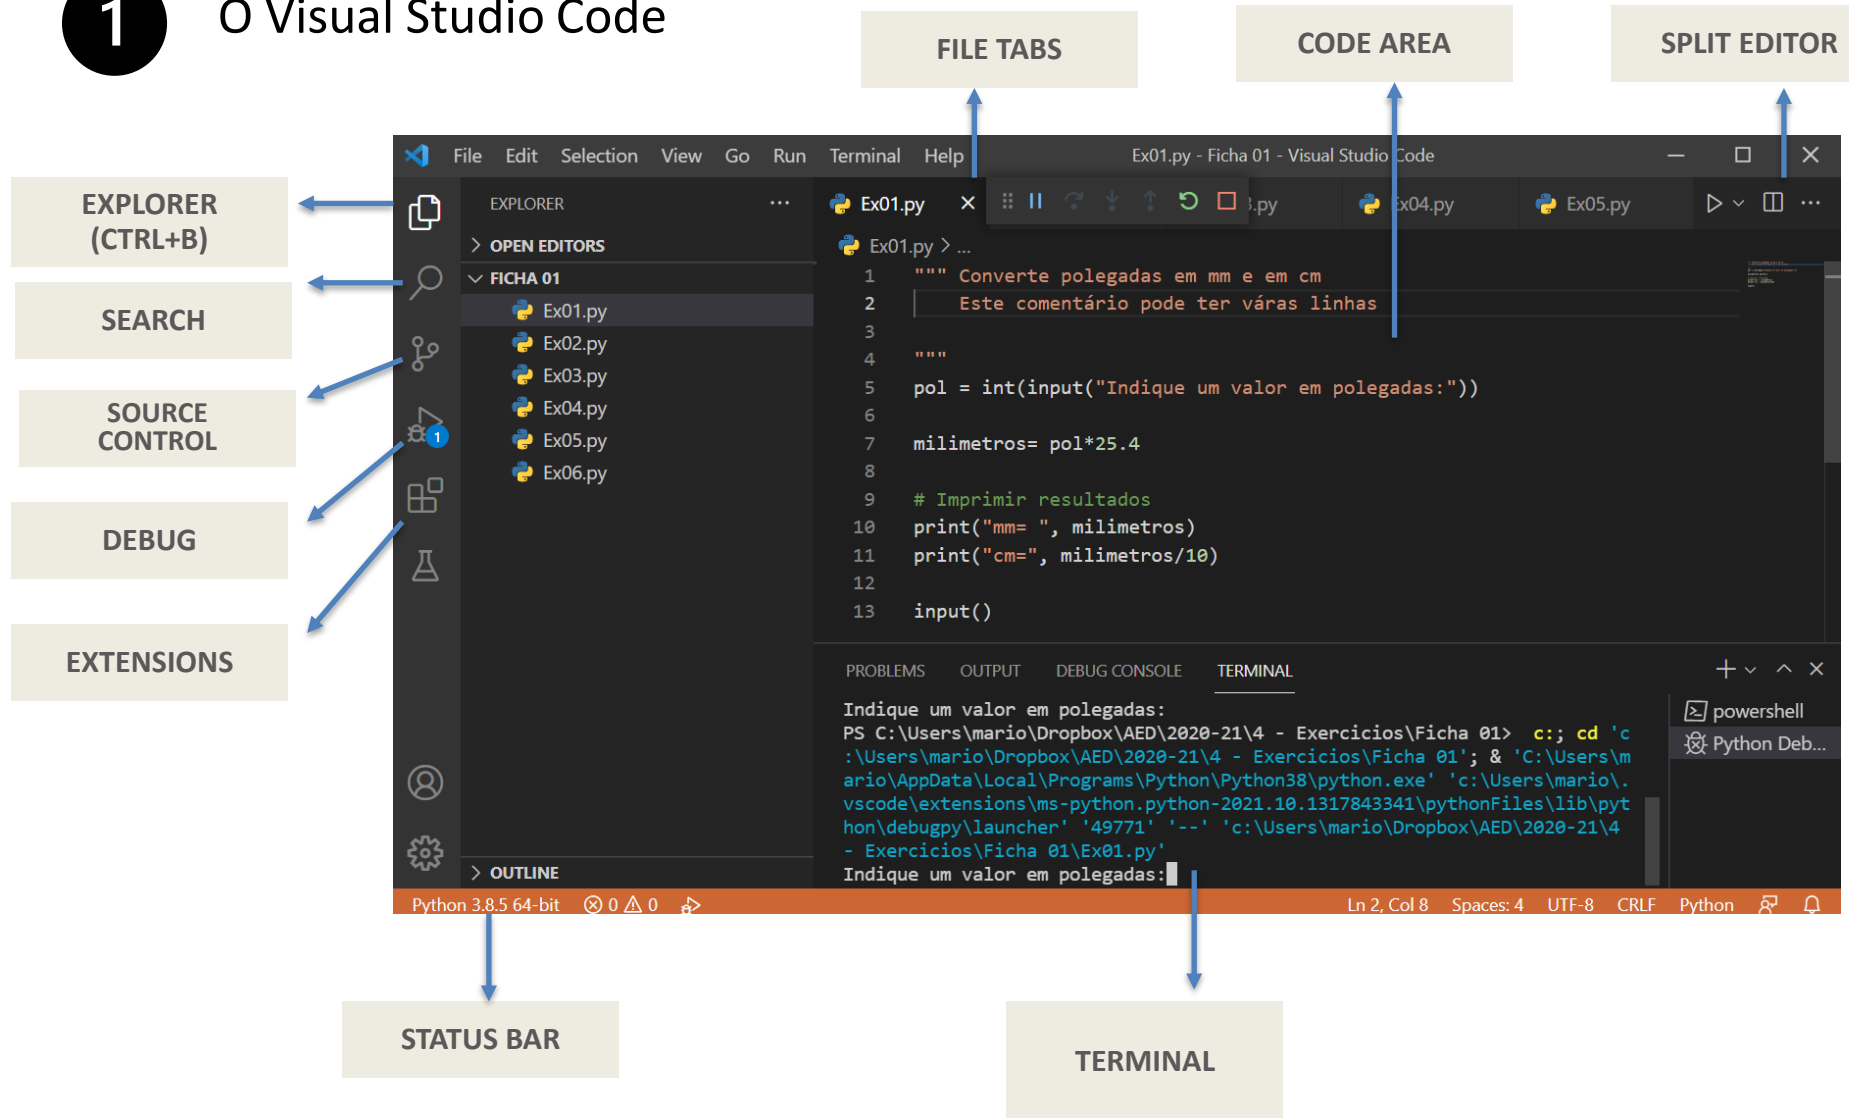 1
O Visual Studio Code
FILE TABS
CODE AREA
SPLIT EDITOR
EXPLORER
(CTRL+B)
SEARCH
SOURCE
CONTROL
DEBUG
EXTENSIONS
File Edit Selection View Go Run Terminal Help
Ex01.py - Ficha 01 - Visual Studio Code
EXPLORER ...
OPEN EDITORS
FICHA 01
Ex01.py
Ex02.py
Ex03.py
Ex04.py
Ex05.py
Ex06.py
OUTLINE
1
Ex01.py
.py
Ex04.py
Ex05.py
Ex01.py > ...
1 """ Converte polegadas em mm e em cm
2 Este comentário pode ter váras linhas
3
4 """
5 pol = int(input("Indique um valor em polegadas:"))
6
7 milimetros= pol*25.4
8
9 # Imprimir resultados
10 print("mm= ", milimetros)
11 print("cm=", milimetros/10)
12
13 input()
PROBLEMS OUTPUT DEBUG CONSOLE TERMINAL
Indique um valor em polegadas:
PS C:\Users\mario\Dropbox\AED\2020-21\4 - Exercicios\Ficha 01> c:; cd 'c
:\Users\mario\Dropbox\AED\2020-21\4 - Exercicios\Ficha 01'; & 'C:\Users\m
ario\AppData\Local\Programs\Python\Python38\python.exe' 'c:\Users\mario\.
vscode\extensions\ms-python.python-2021.10.1317843341\pythonFiles\lib\pyt
hon\debugpy\launcher' '49771' '--' 'c:\Users\mario\Dropbox\AED\2020-21\4
- Exercicios\Ficha 01\Ex01.py'
Indique um valor em polegadas:
powershell
Python Deb...
Python 3.8.5 64-bit 0 0
Ln 2, Col 8 Spaces: 4 UTF-8 CRLF Python
STATUS BAR
TERMINAL